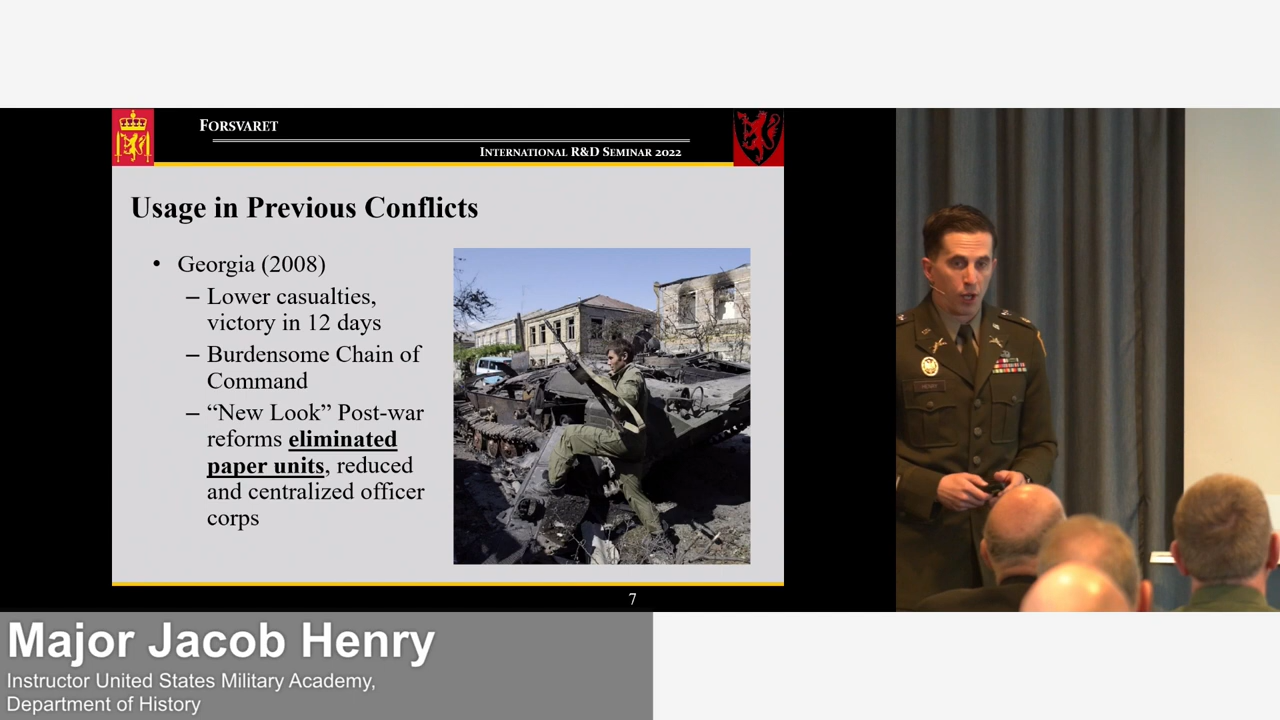 FORSVARET
INTERNATIONAL R&D SEMINAR 2022
Usage in Previous Conflicts
• Georgia (2008)
– Lower casualties,
victory in 12 days
– Burdensome Chain of
Command
– “New Look” Post-war
reforms eliminated
paper units, reduced
and centralized officer
corps
7
HENRY
Major Jacob Henry
Instructor United States Military Academy,
Department of History